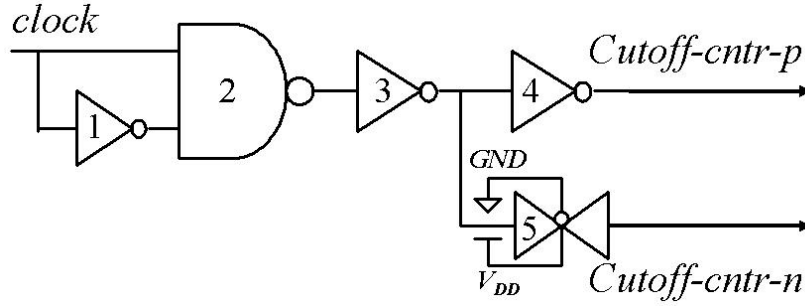 clock
Cutoff-cntr-p
1
2
3
4
GND
5
V_DD
Cutoff-cntr-n